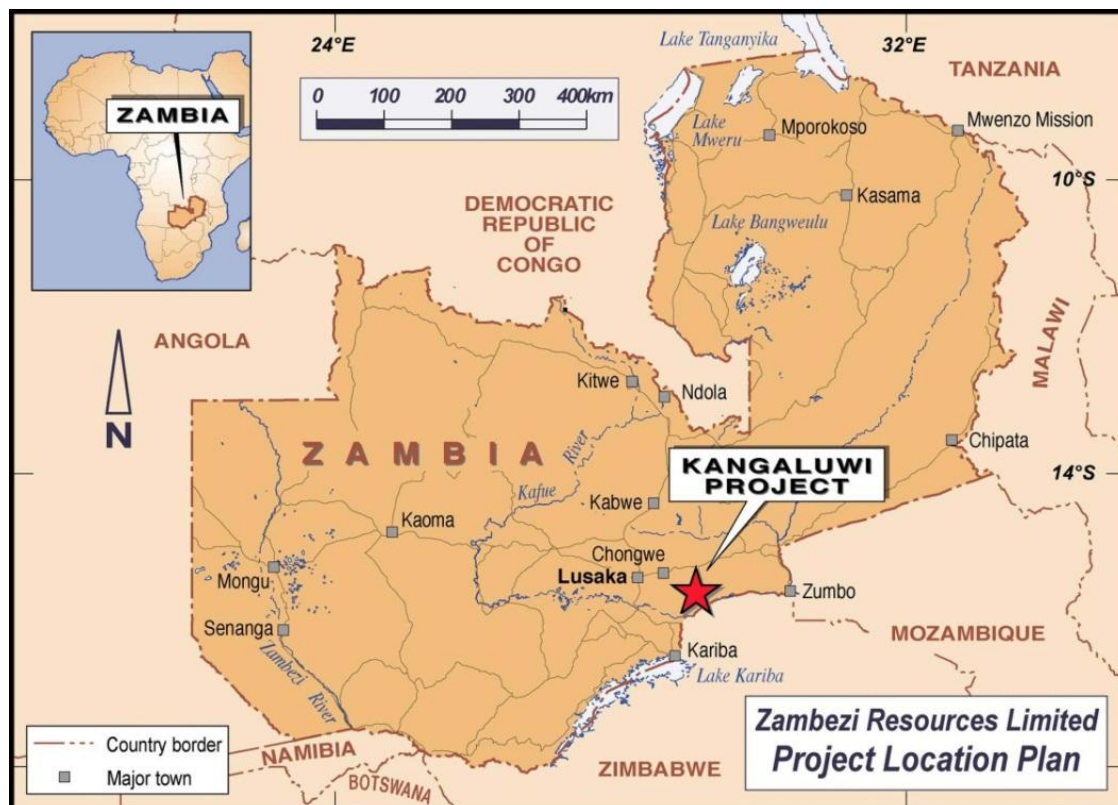 24°E
32°E
Lake Tanganyika
TANZANIA
ZAMBIA
0 100 200 300 400km
Lake
Mweru
Mporokoso
Mwenzo Mission
10°S
Kasama
DEMOCRATIC
REPUBLIC
OF
CONGO
Lake Bangweulu
ANGOLA
MALAWI
Kitwe
Ndola
N
ZAMBIA
River
Kafue
Chipata
14°S
KANGALUWI
PROJECT
Kabwe
Kaoma
Chongwe
Lusaka
Mongu
Zumbo
Senanga
MOZAMBIQUE
Lambezi
River
Kariba
Lake Kariba
Country border
Major town
NAMIBIA
BOTSWANA
ZIMBABWE
Zambezi Resources Limited
Project Location Plan